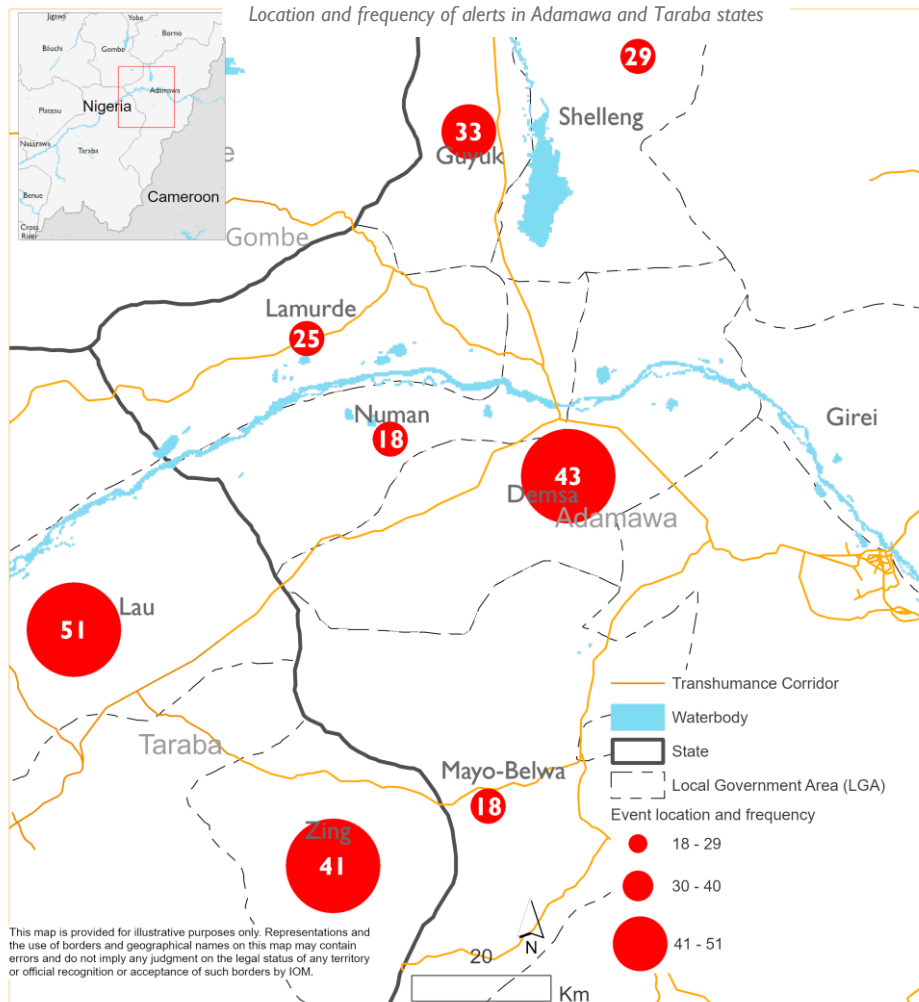 Location and frequency of alerts in Adamawa and Taraba states
Jigawa
Yobe
Borno
Bauchi
Gombe
Adamawa
Nigeria
Plateau
Nasarawa
Taraba
Benue
Cameroon
Cross
River
e
29
Shelleng
33
Guyuk
Gombe
Lamurde
25
Numan
18
Girei
43
Demsa
Adamawa
Lau
51
Transhumance Corridor
Waterbody
State
Local Government Area (LGA)
Taraba
Mayo-Belwa
18
Zing
41
Event location and frequency
18 - 29
30 - 40
41 - 51
This map is provided for illustrative purposes only. Representations and
the use of borders and geographical names on this map may contain
errors and do not imply any judgment on the legal status of any territory
or official recognition or acceptance of such borders by IOM.
N
20
Km